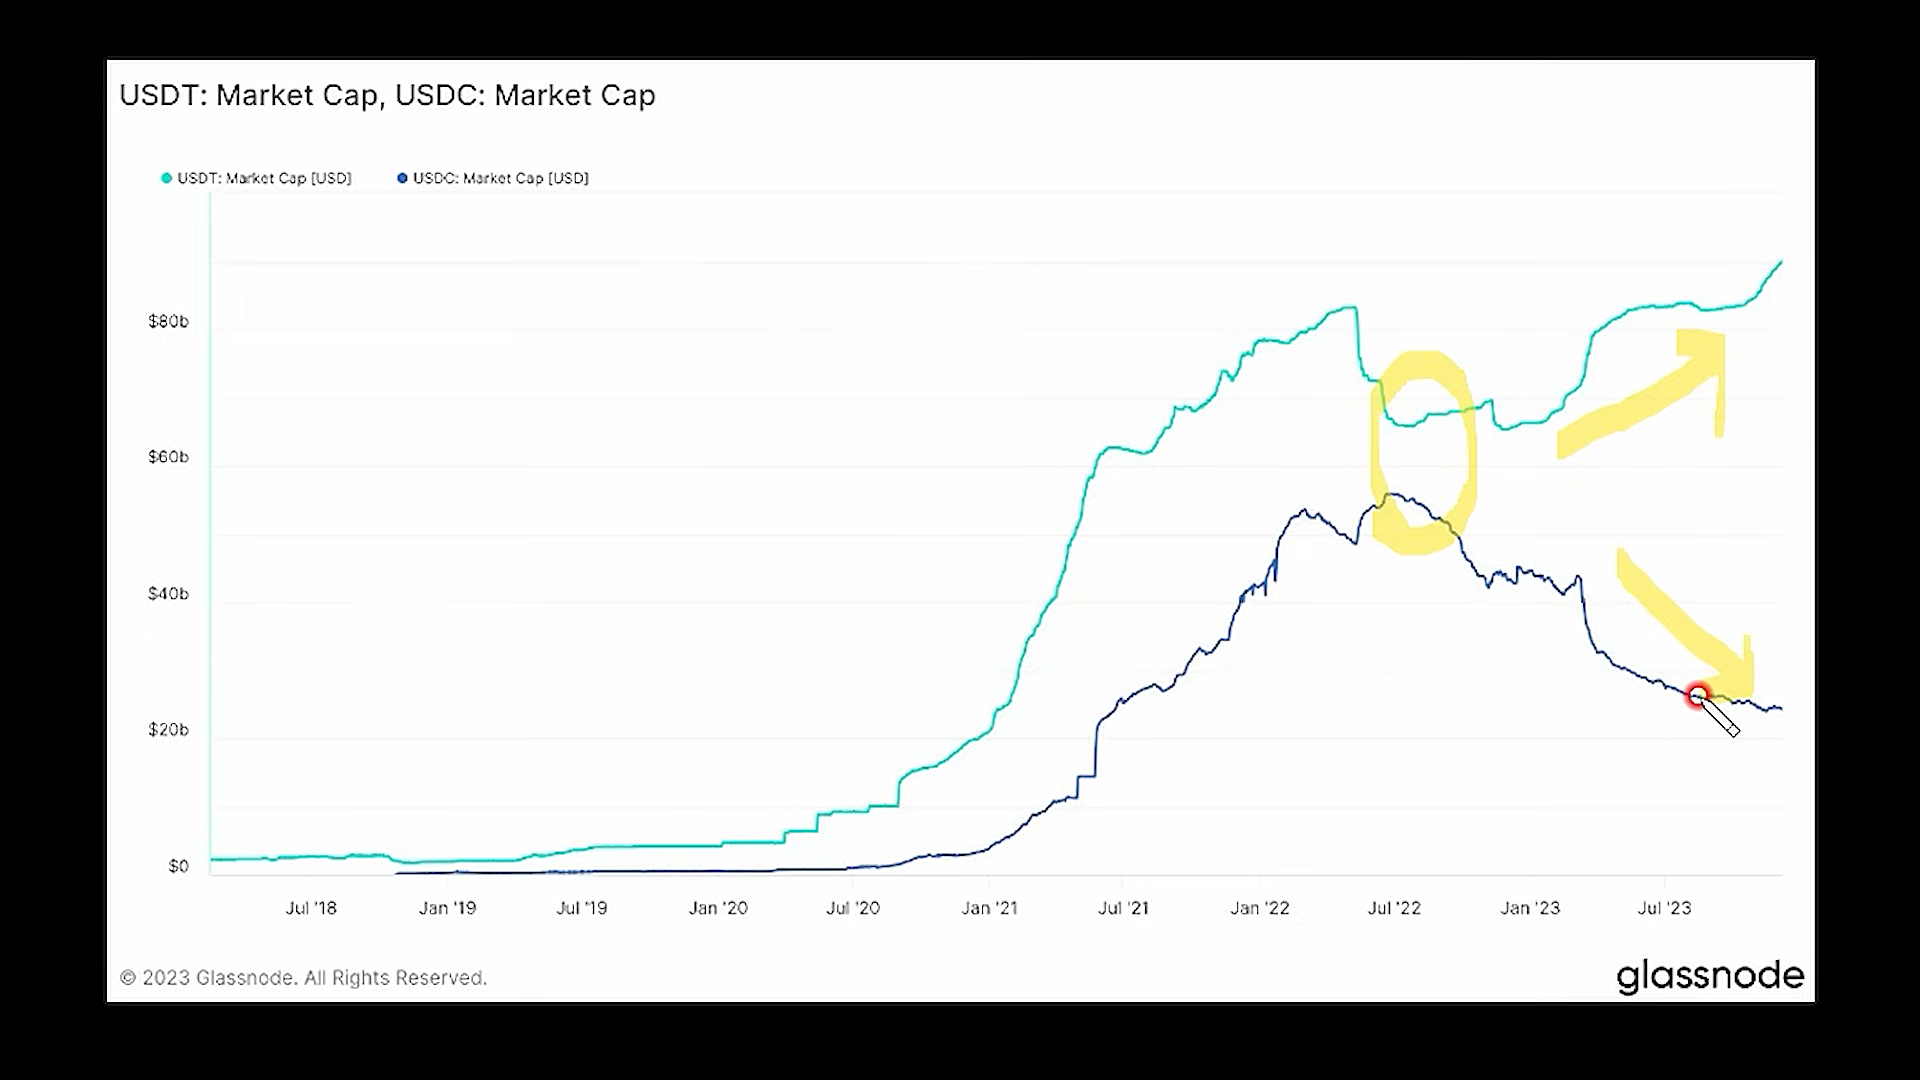 USDT: Market Cap, USDC: Market Cap
USDT: Market Cap [USD] USDC: Market Cap [USD]
$80b
$60b
$40b
$20b
$0
Jul '18 Jan '19 Jul '19 Jan '20 Jul '20 Jan '21 Jul '21 Jan '22 Jul '22 Jan '23 Jul '23
© 2023 Glassnode. All Rights Reserved.
glassnode